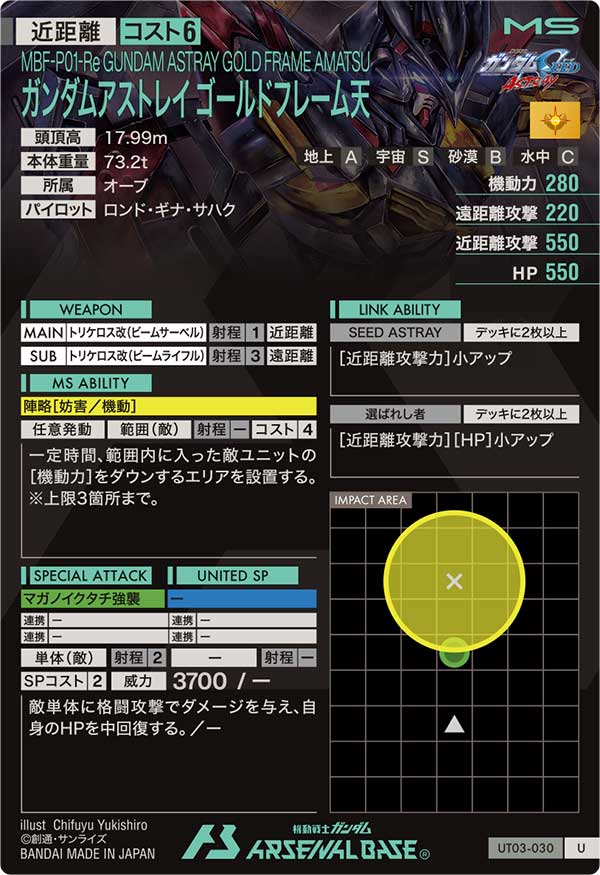 近距離 コスト6 MS
MBF-P01-Re GUNDAM ASTRAY GOLD FRAME AMATSU
ガンダムアストレイ ゴールドフレーム天
ガンダムSEED ASTRAY
頭頂高 17.99m
本体重量 73.2t
所属 オーブ
パイロット ロンド・ギナ・サハク
地上 A 宇宙 S 砂漠 B 水中 C
機動力 280
遠距離攻撃 220
近距離攻撃 550
HP 550
WEAPON
MAIN トリケロス改(ビームサーベル) 射程 1 近距離
SUB トリケロス改(ビームライフル) 射程 3 遠距離
MS ABILITY
陣略[妨害／機動]
任意発動 範囲(敵) 射程 ー コスト 4
一定時間、範囲内に入った敵ユニットの
[機動力]をダウンするエリアを設置する。
※上限3箇所まで。
LINK ABILITY
SEED ASTRAY デッキに2枚以上
[近距離攻撃力]小アップ
選ばれし者 デッキに2枚以上
[近距離攻撃力][HP]小アップ
IMPACT AREA
SPECIAL ATTACK UNITED SP
マガノイクタチ強襲 ー
連携 ー 連携 ー
連携 ー 連携 ー
単体(敵) 射程 2 ー 射程 ー
SPコスト 2 威力 3700 / ー
敵単体に格闘攻撃でダメージを与え、自
身のHPを中回復する。／ー
illust Chifuyu Yukishiro
©創通・サンライズ
BANDAI MADE IN JAPAN
機動戦士ガンダム
AB ARSENAL BASE ®
UT03-030 U